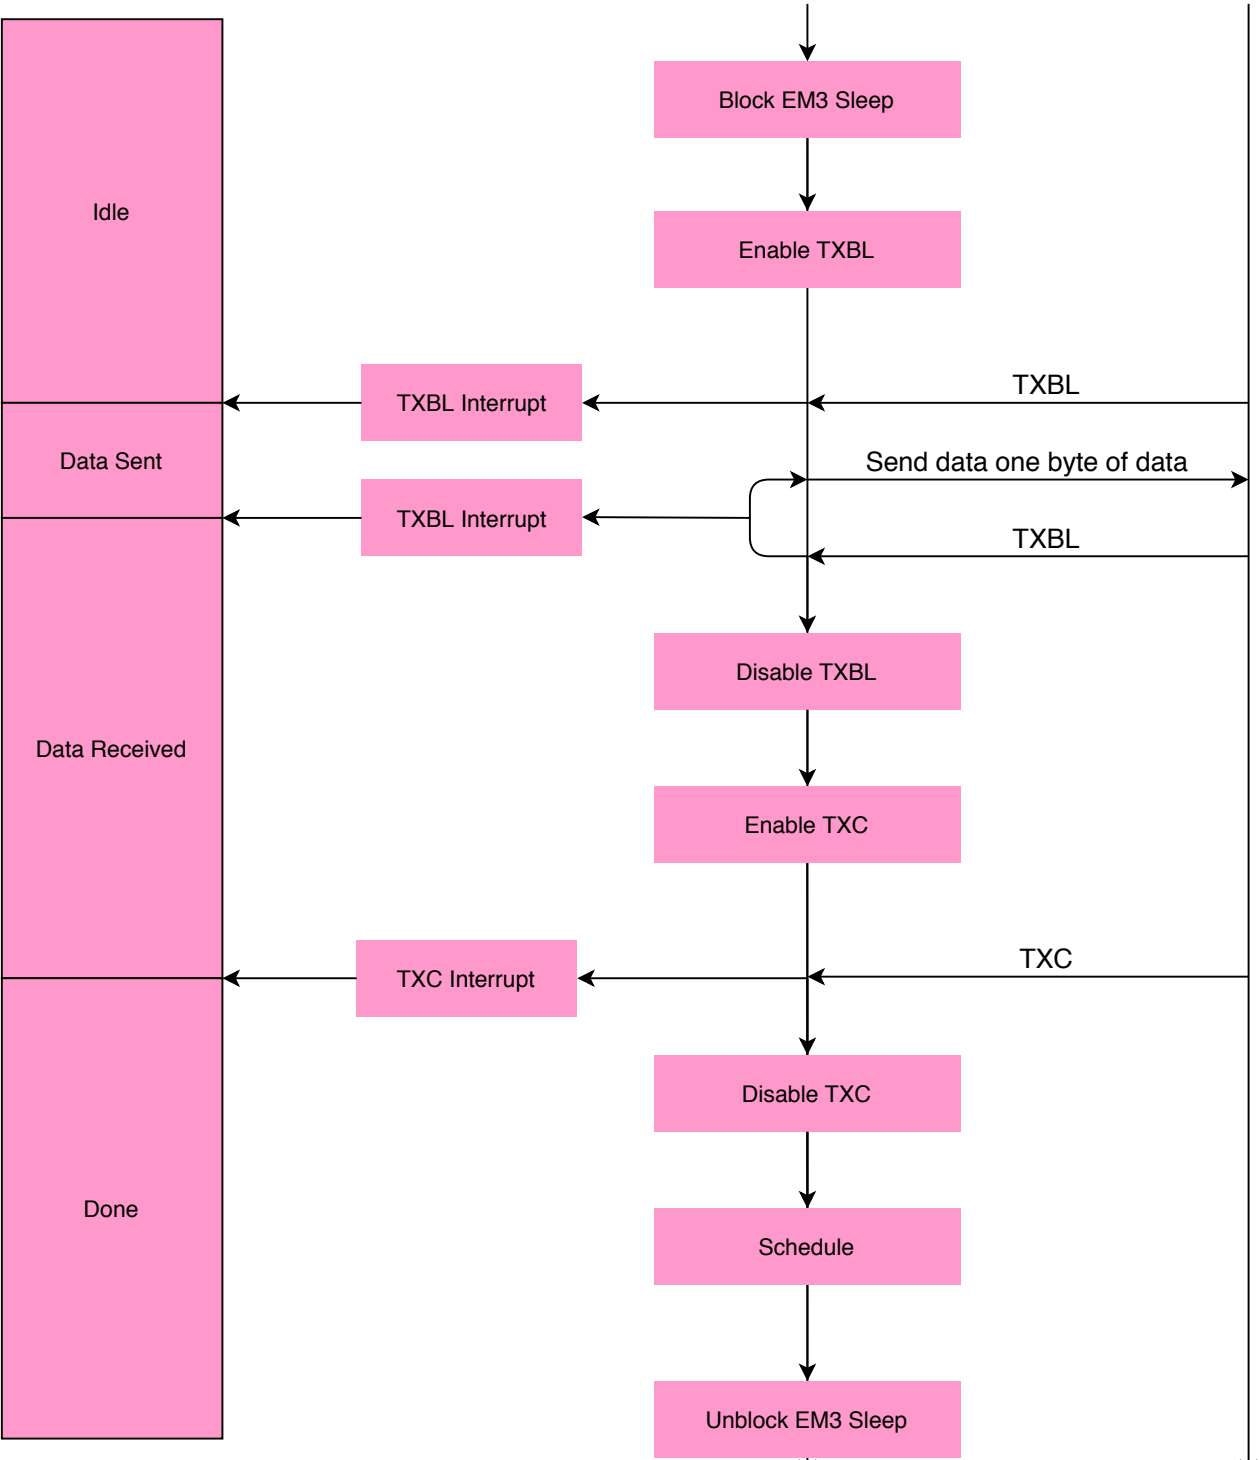 Block EM3 Sleep
Idle
Enable TXBL
TXBL
TXBL Interrupt
Data Sent
Send data one byte of data
TXBL Interrupt
TXBL
Disable TXBL
Data Received
Enable TXC
TXC
TXC Interrupt
Disable TXC
Done
Schedule
Unblock EM3 Sleep